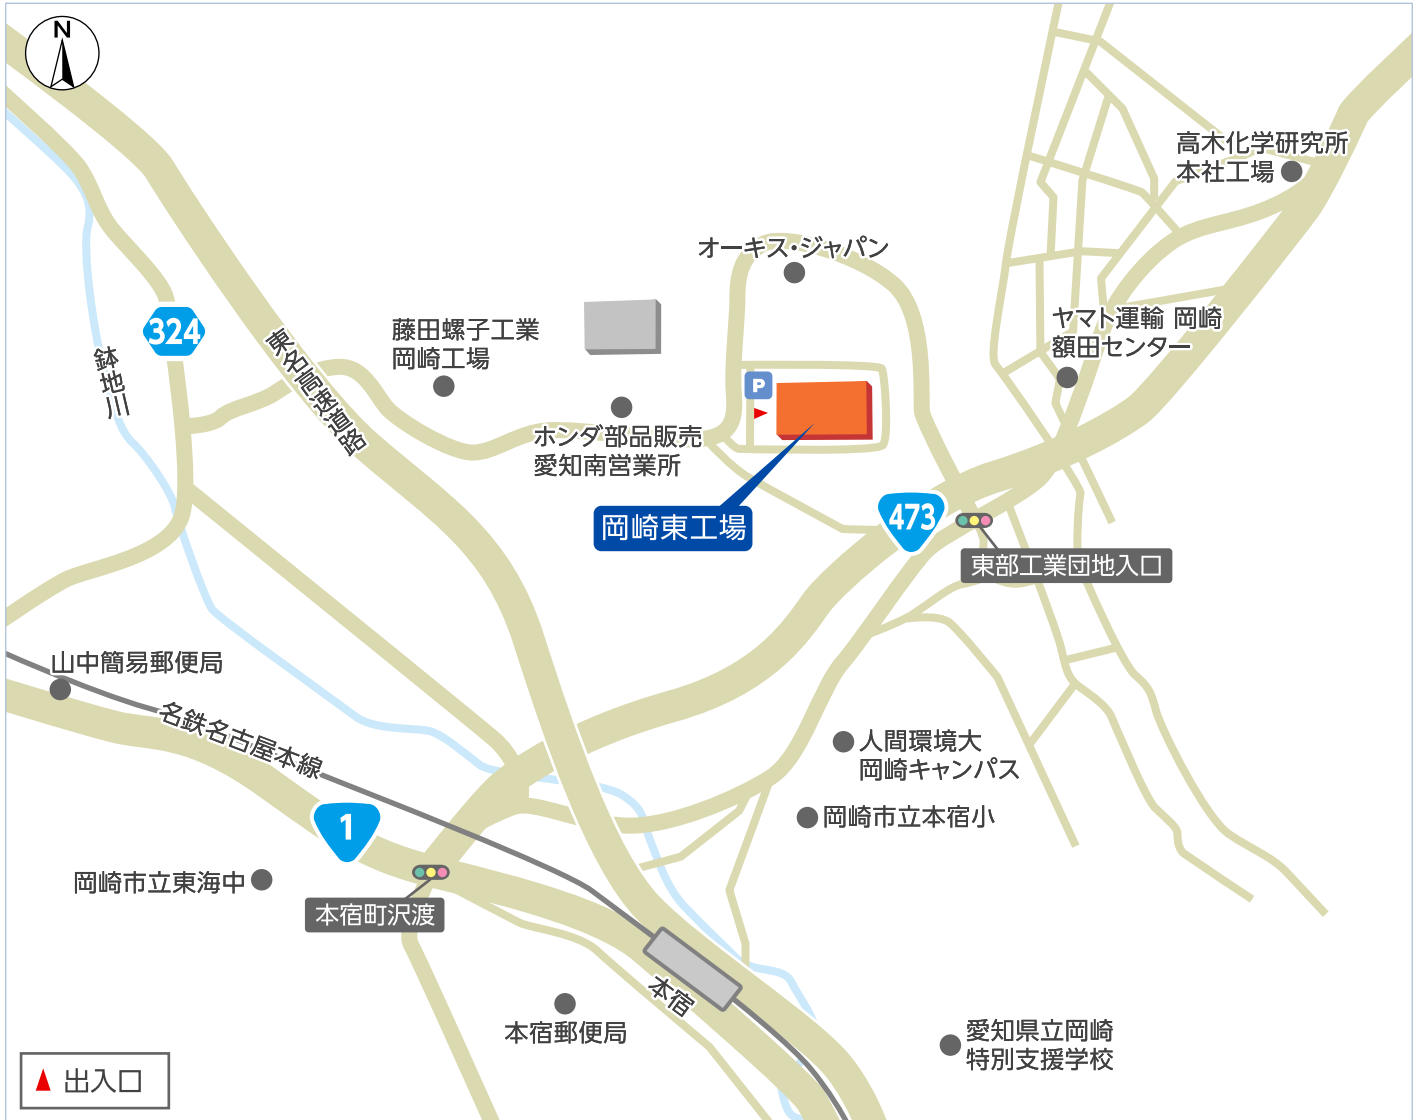 N
高木化学研究所
本社工場
オーキス・ジャパン
324
東名高速道路
藤田螺子工業
岡崎工場
ヤマト運輸 岡崎
額田センター
鉢地川
P
ホンダ部品販売
愛知南営業所
岡崎東工場
473
東部工業団地入口
山中簡易郵便局
名鉄名古屋本線
人間環境大
岡崎キャンパス
1
岡崎市立本宿小
岡崎市立東海中
本宿町沢渡
本宿
本宿郵便局
愛知県立岡崎
特別支援学校
出入口